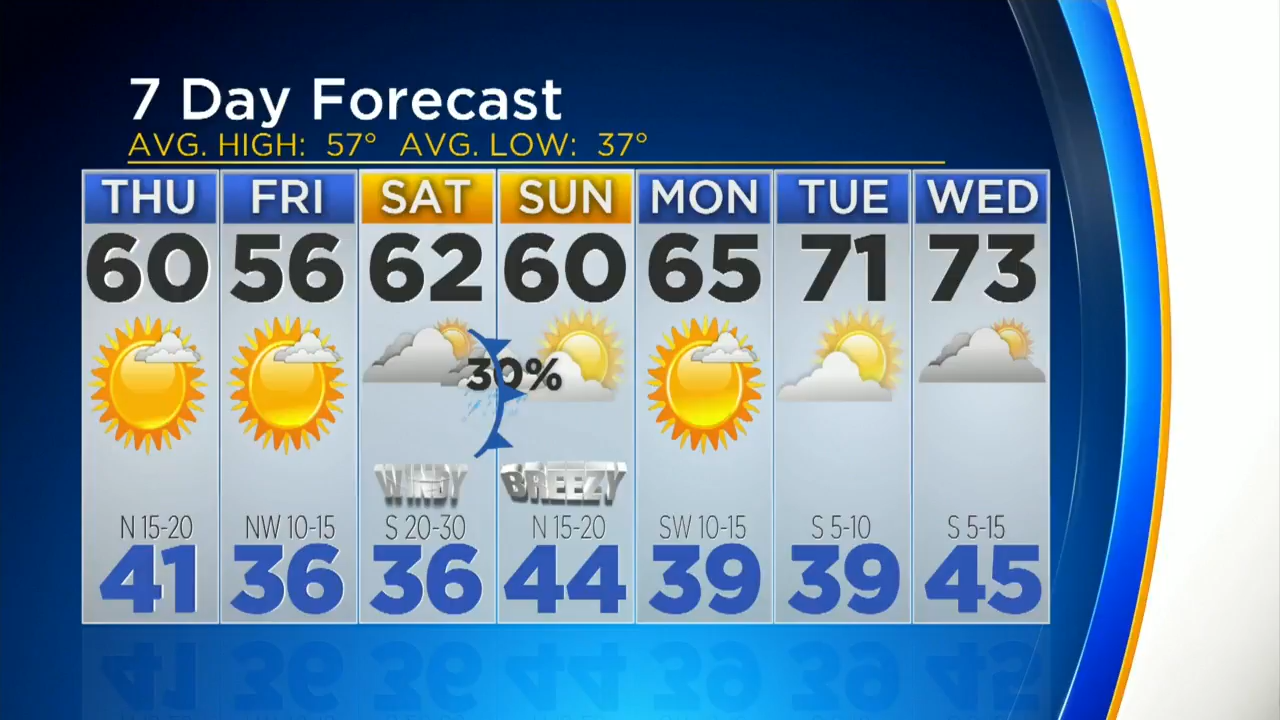 7 Day Forecast
AVG. HIGH: 57° AVG. LOW: 37°
THU FRI SAT SUN MON TUE WED
60 56 62 60 65 71 73
30%
WINDY BREEZY
N 15-20 NW 10-15 S 20-30 N 15-20 SW 10-15 S 5-10 S 5-15
41 36 36 44 39 39 45